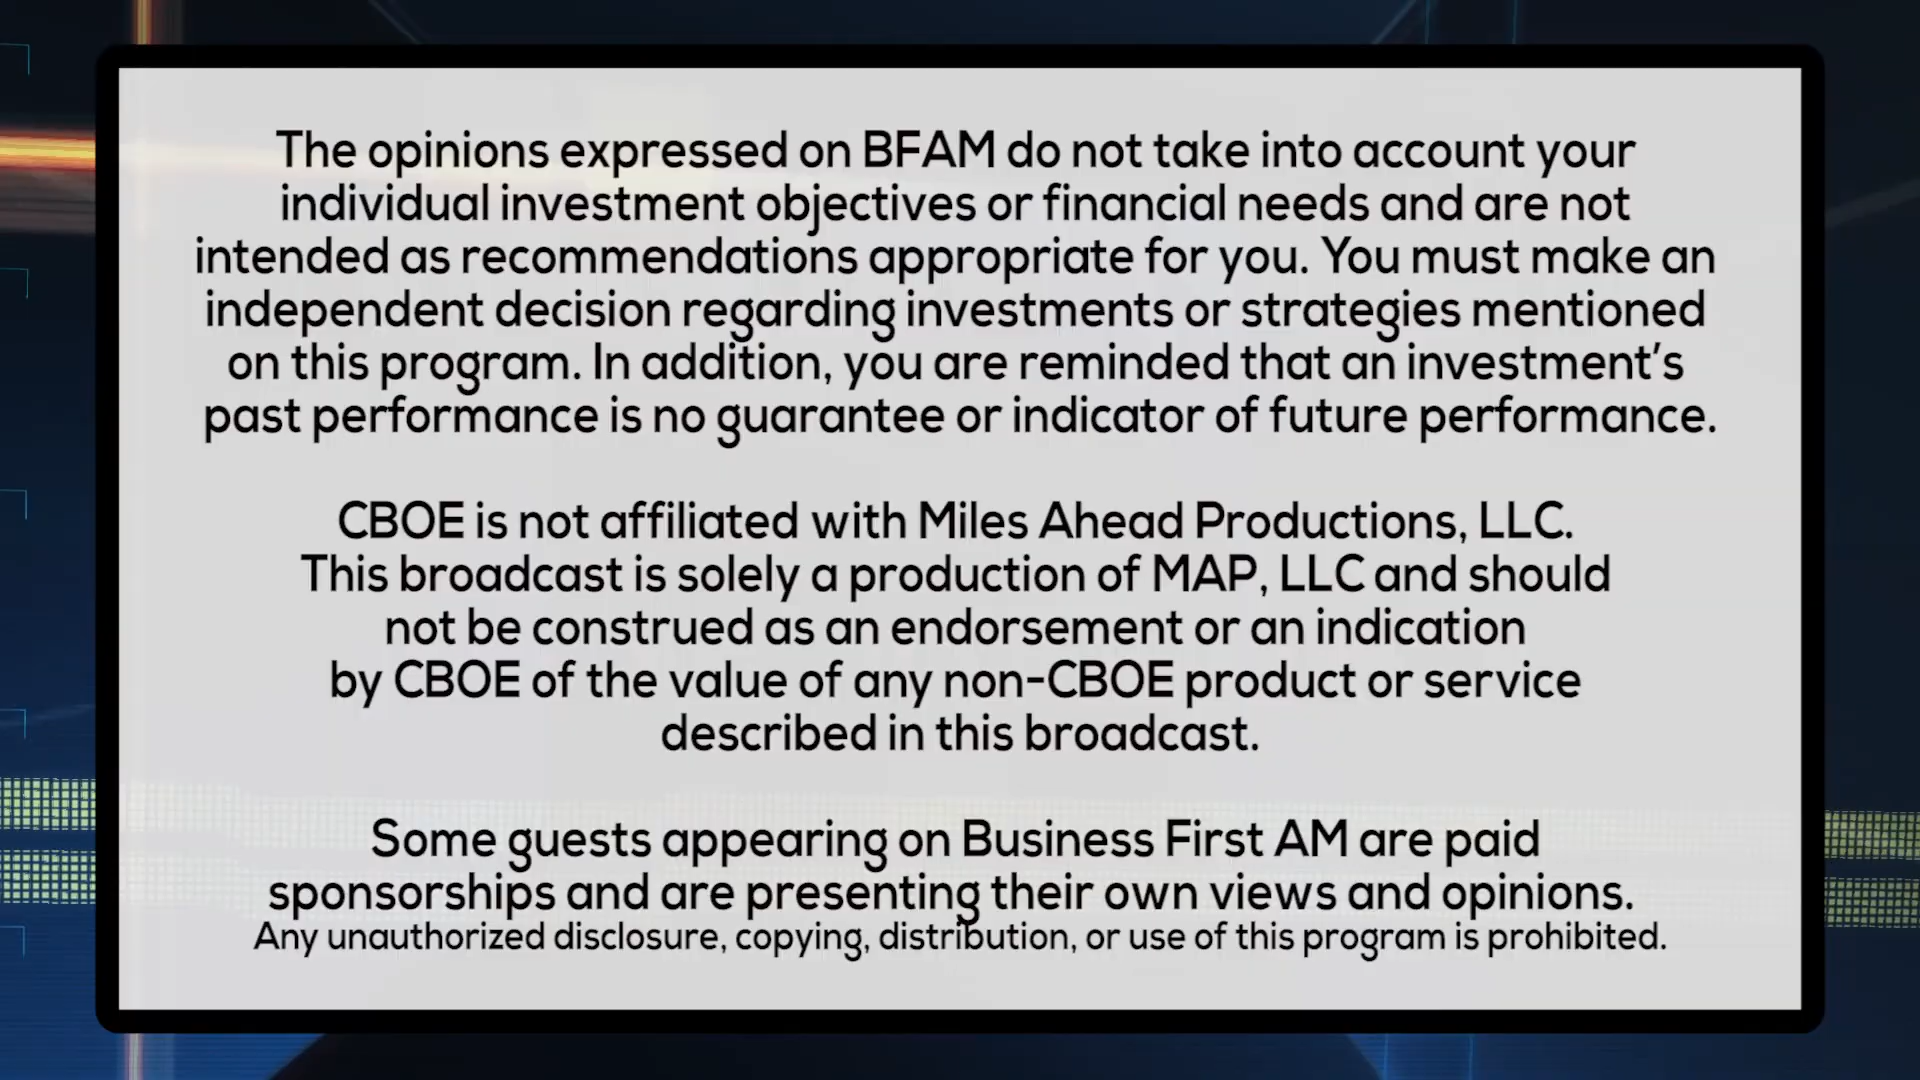 The opinions expressed on BFAM do not take into account your
individual investment objectives or financial needs and are not
intended as recommendations appropriate for you. You must make an
independent decision regarding investments or strategies mentioned
on this program. In addition, you are reminded that an investment’s
past performance is no guarantee or indicator of future performance.
CBOE is not affiliated with Miles Ahead Productions, LLC.
This broadcast is solely a production of MAP, LLC and should
not be construed as an endorsement or an indication
by CBOE of the value of any non-CBOE product or service
described in this broadcast.
Some guests appearing on Business First AM are paid
sponsorships and are presenting their own views and opinions.
Any unauthorized disclosure, copying, distribution, or use of this program is prohibited.